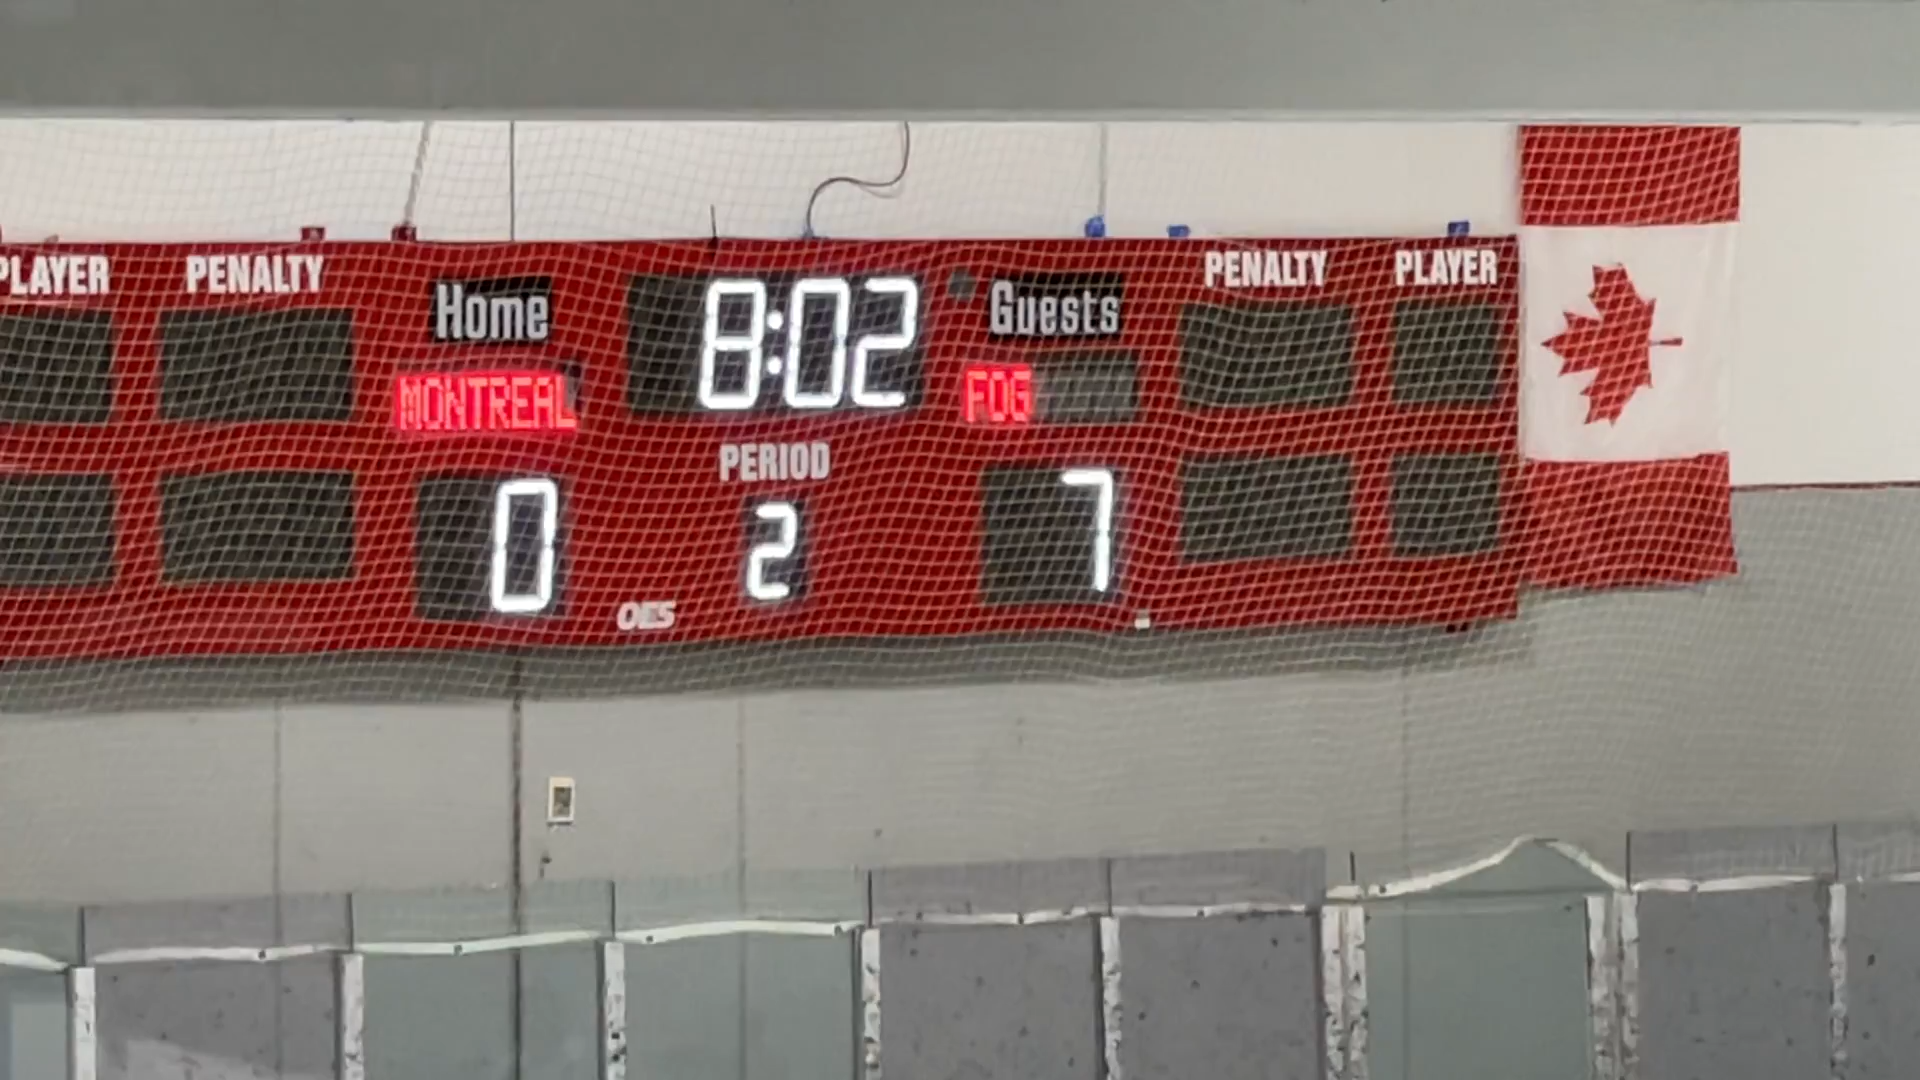 PLAYER PENALTY Home 8:02 Guests PENALTY PLAYER
MONTREAL FOG
PERIOD
0 2 7
OES